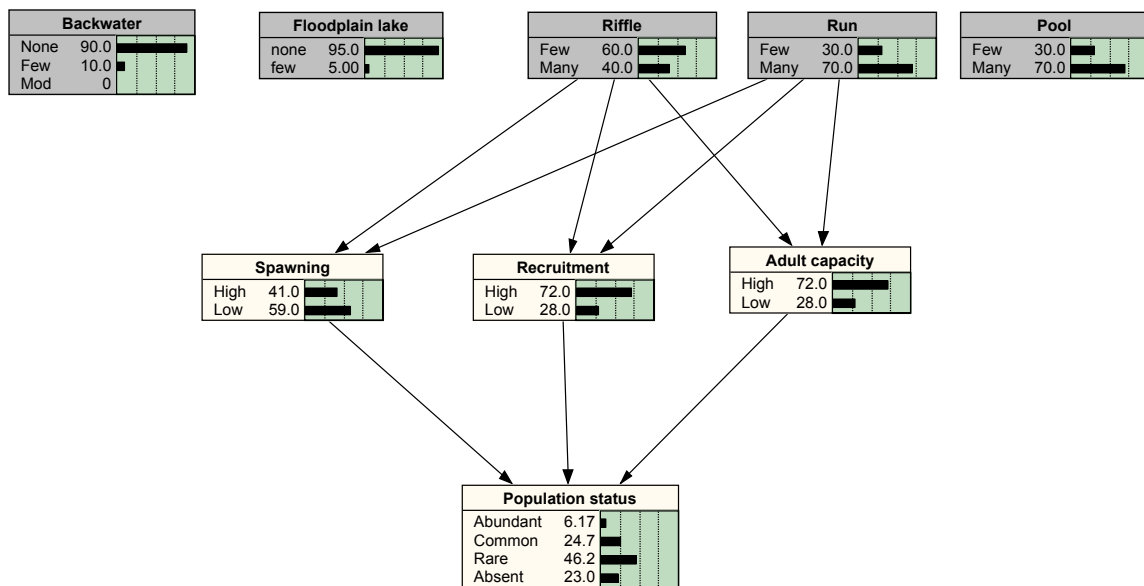 Backwater
None 90.0
Few 10.0
Mod 0
Floodplain lake
none 95.0
few 5.00
Riffle
Few 60.0
Many 40.0
Run
Few 30.0
Many 70.0
Pool
Few 30.0
Many 70.0
Spawning
High 41.0
Low 59.0
Recruitment
High 72.0
Low 28.0
Adult capacity
High 72.0
Low 28.0
Population status
Abundant 6.17
Common 24.7
Rare 46.2
Absent 23.0